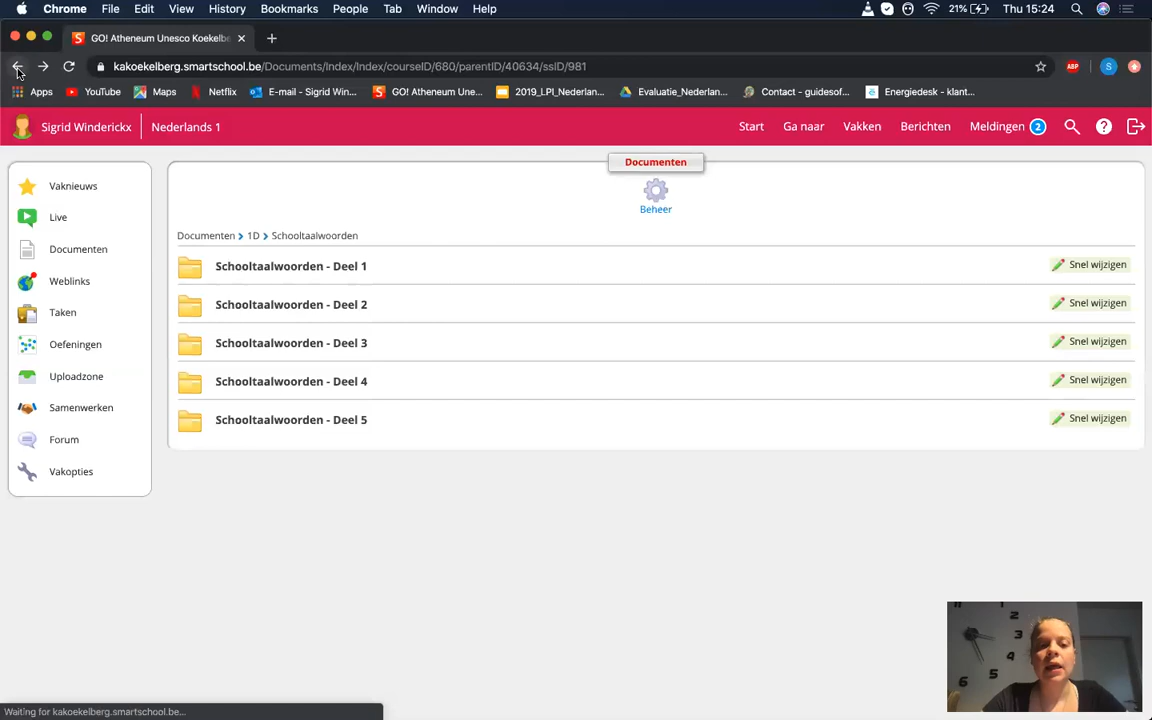 Chrome File Edit View History Bookmarks People Tab Window Help 21% Thu 15:24
GO! Atheneum Unesco Koekelb
kakoekelberg.smartschool.be/Documents/Index/Index/courseID/680/parentID/40634/ssID/981
Apps YouTube Maps Netflix E-mail - Sigrid Win... GO! Atheneum Une... 2019_LPI_Nederlan... Evaluatie_Nederlan... Contact - guidesof... Energiedesk - klant...
Sigrid Winderickx Nederlands 1 Start Ga naar Vakken Berichten Meldingen 2
Documenten
Beheer
Documenten 1D Schooltaalwoorden
Schooltaalwoorden - Deel 1 Snel wijzigen
Schooltaalwoorden - Deel 2 Snel wijzigen
Schooltaalwoorden - Deel 3 Snel wijzigen
Schooltaalwoorden - Deel 4 Snel wijzigen
Schooltaalwoorden - Deel 5 Snel wijzigen
Vaknieuws
Live
Documenten
Weblinks
Taken
Oefeningen
Uploadzone
Samenwerken
Forum
Vakopties
Waiting for kakoekelberg.smartschool.be...